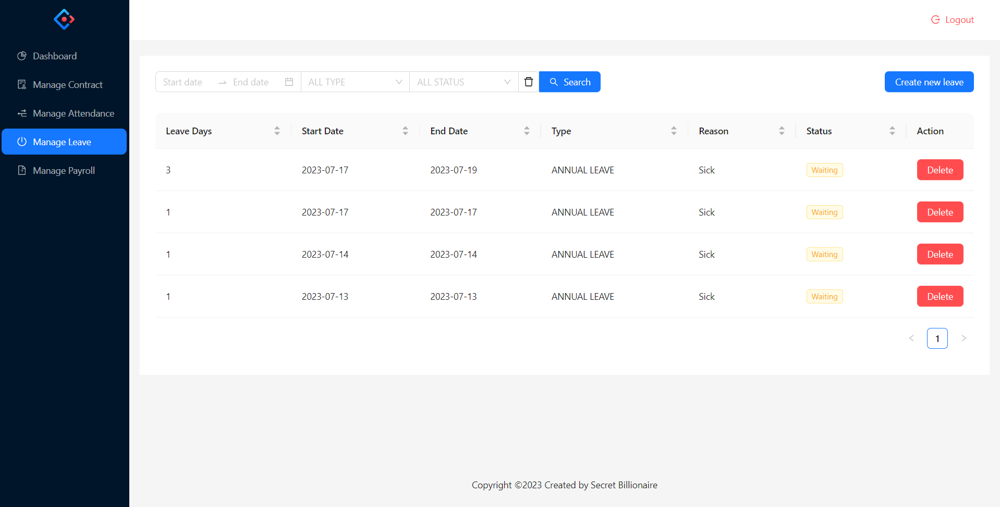 Logout
Dashboard
Manage Contract
Manage Attendance
Manage Leave
Manage Payroll
Start date End date ALL TYPE ALL STATUS Search Create new leave
Leave Days Start Date End Date Type Reason Status Action
3 2023-07-17 2023-07-19 ANNUAL LEAVE Sick Waiting Delete
1 2023-07-17 2023-07-17 ANNUAL LEAVE Sick Waiting Delete
1 2023-07-14 2023-07-14 ANNUAL LEAVE Sick Waiting Delete
1 2023-07-13 2023-07-13 ANNUAL LEAVE Sick Waiting Delete
1
Copyright ©2023 Created by Secret Billionaire